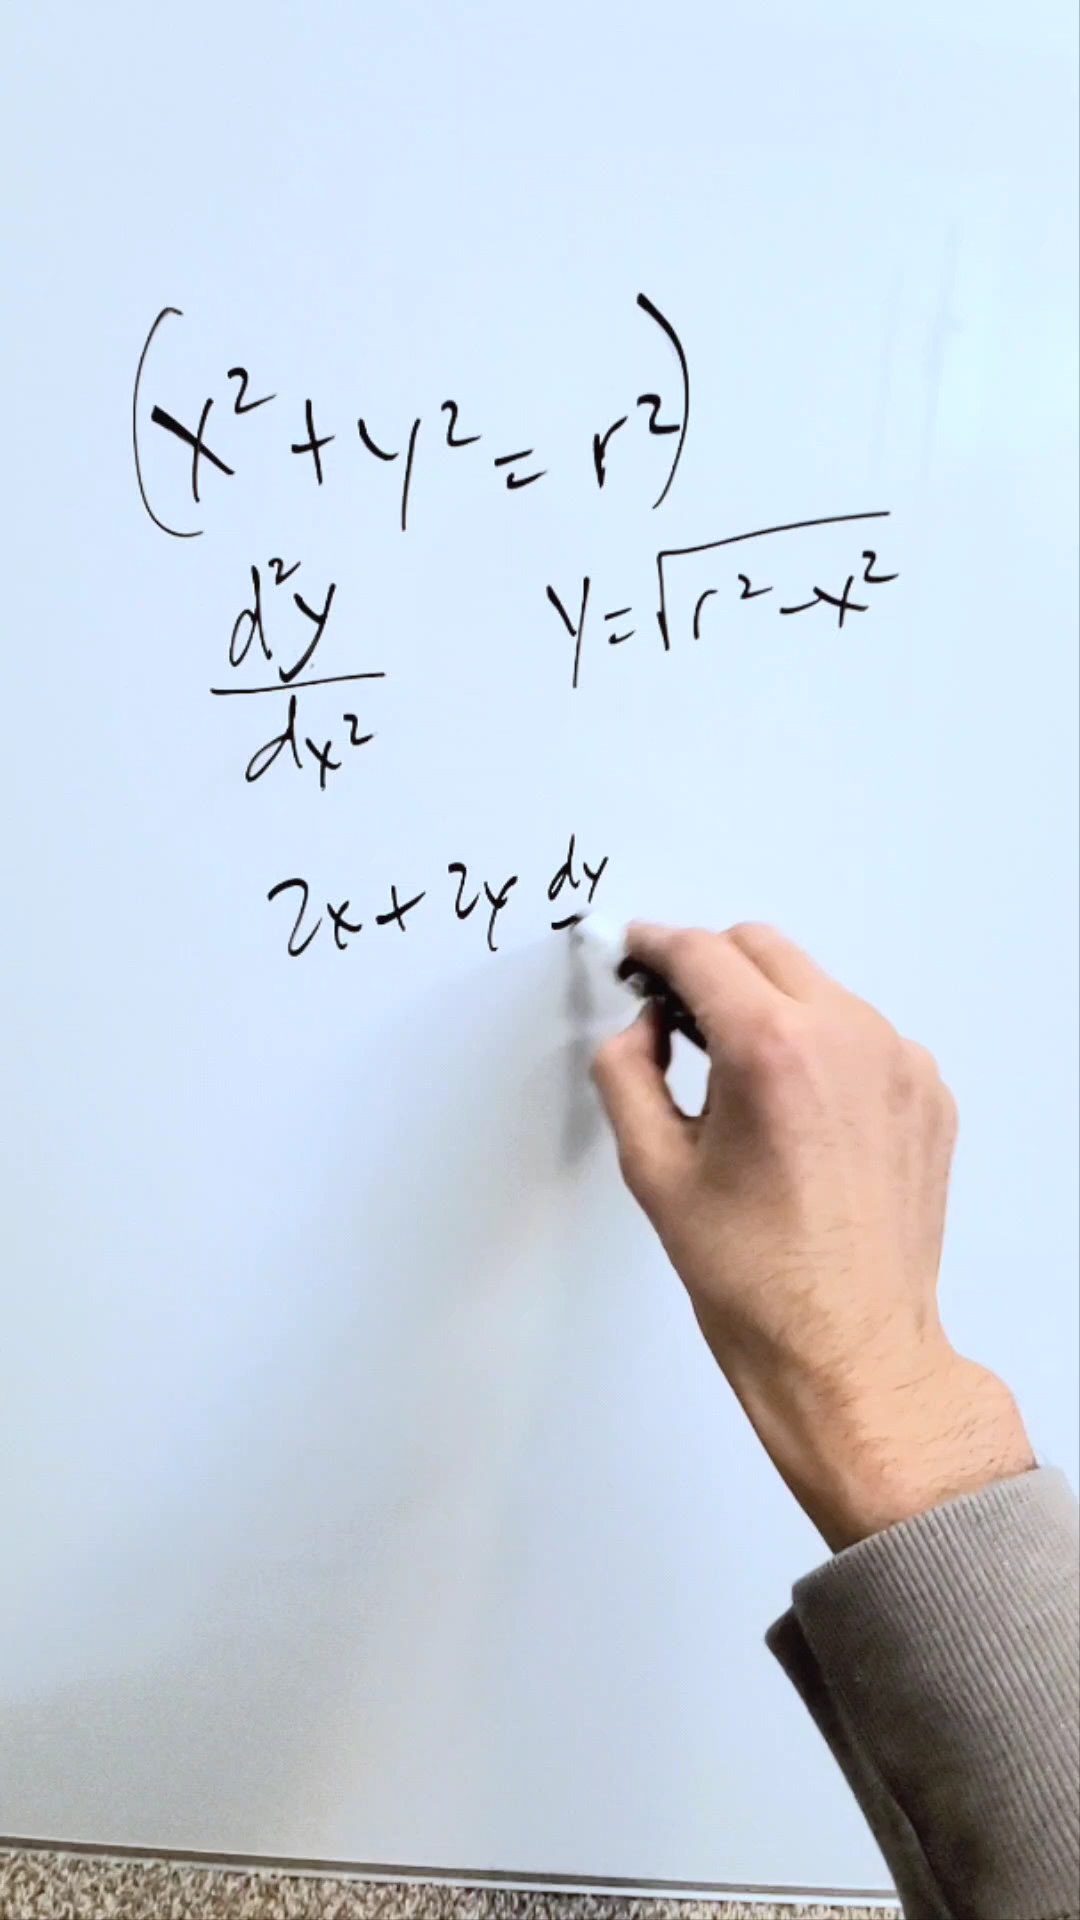 (x² + y² = r²)
d²y/dx² y = √(r² - x²)
2x + 2y dy